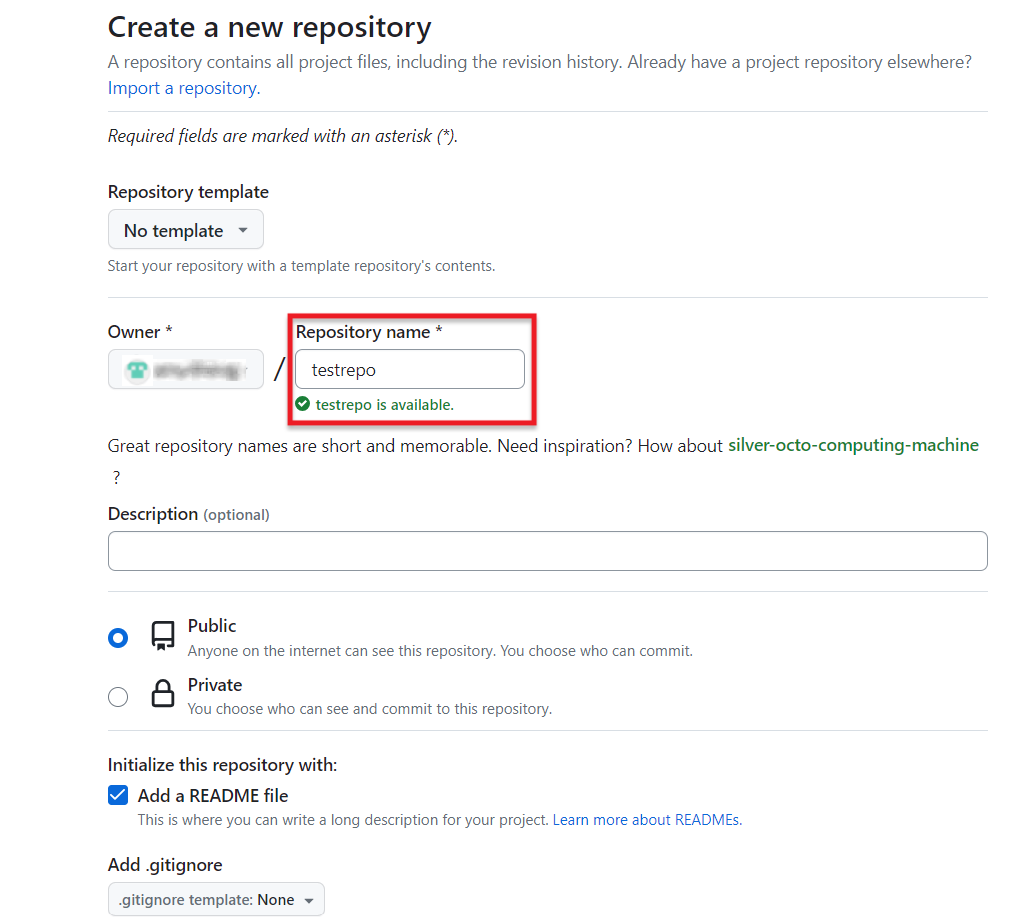 Create a new repository
A repository contains all project files, including the revision history. Already have a project repository elsewhere?
Import a repository.
Required fields are marked with an asterisk (*).
Repository template
No template
Start your repository with a template repository's contents.
Owner *
Repository name *
/
testrepo
testrepo is available.
Great repository names are short and memorable. Need inspiration? How about silver-octo-computing-machine
?
Description (optional)
Public
Anyone on the internet can see this repository. You choose who can commit.
Private
You choose who can see and commit to this repository.
Initialize this repository with:
Add a README file
This is where you can write a long description for your project. Learn more about READMEs.
Add .gitignore
.gitignore template: None